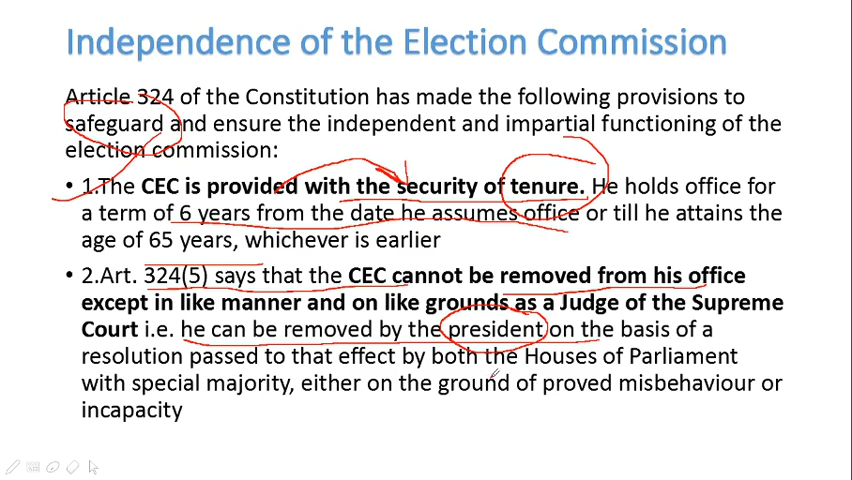 Independence of the Election Commission
Article 324 of the Constitution has made the following provisions to
safeguard and ensure the independent and impartial functioning of the
election commission:
• 1.The CEC is provided with the security of tenure. He holds office for
a term of 6 years from the date he assumes office or till he attains the
age of 65 years, whichever is earlier
• 2.Art. 324(5) says that the CEC cannot be removed from his office
except in like manner and on like grounds as a Judge of the Supreme
Court i.e. he can be removed by the president on the basis of a
resolution passed to that effect by both the Houses of Parliament
with special majority, either on the ground of proved misbehaviour or
incapacity